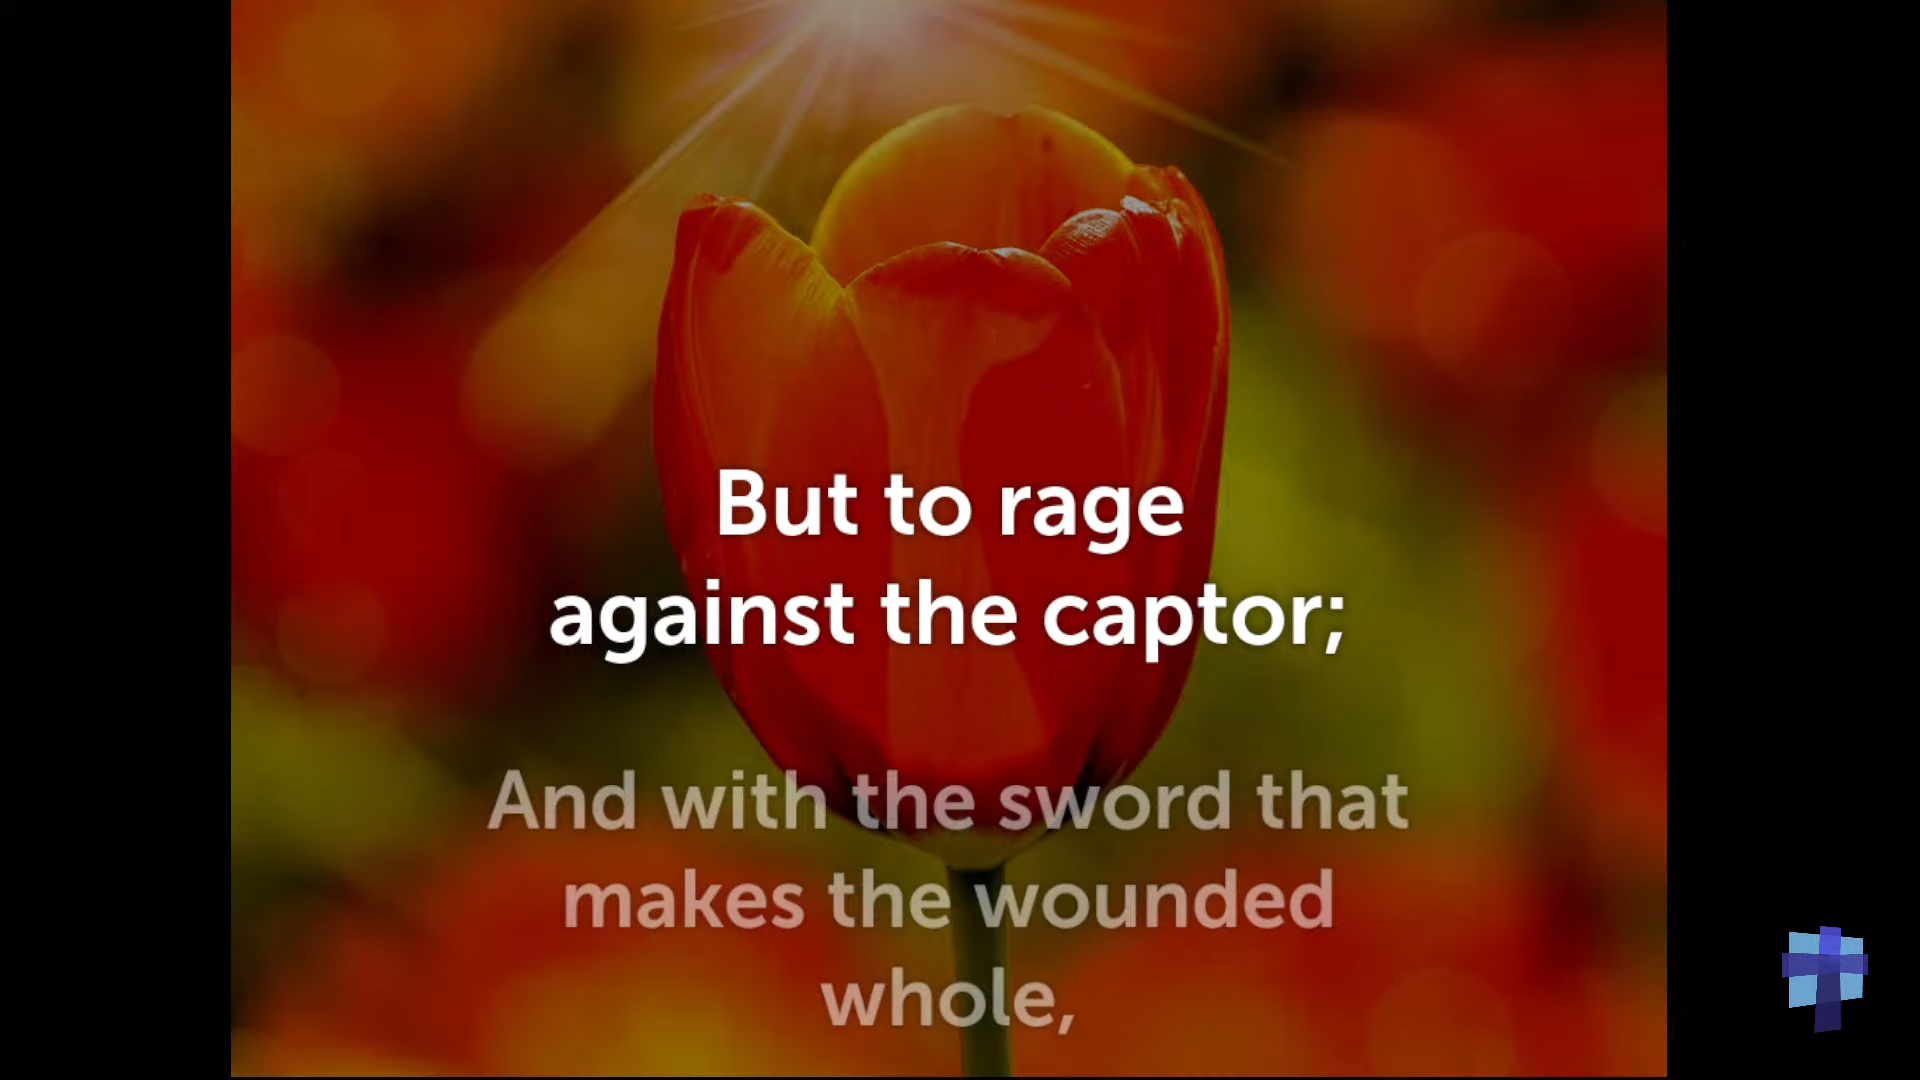 But to rage
against the captor;
And with the sword that
makes the wounded
whole,